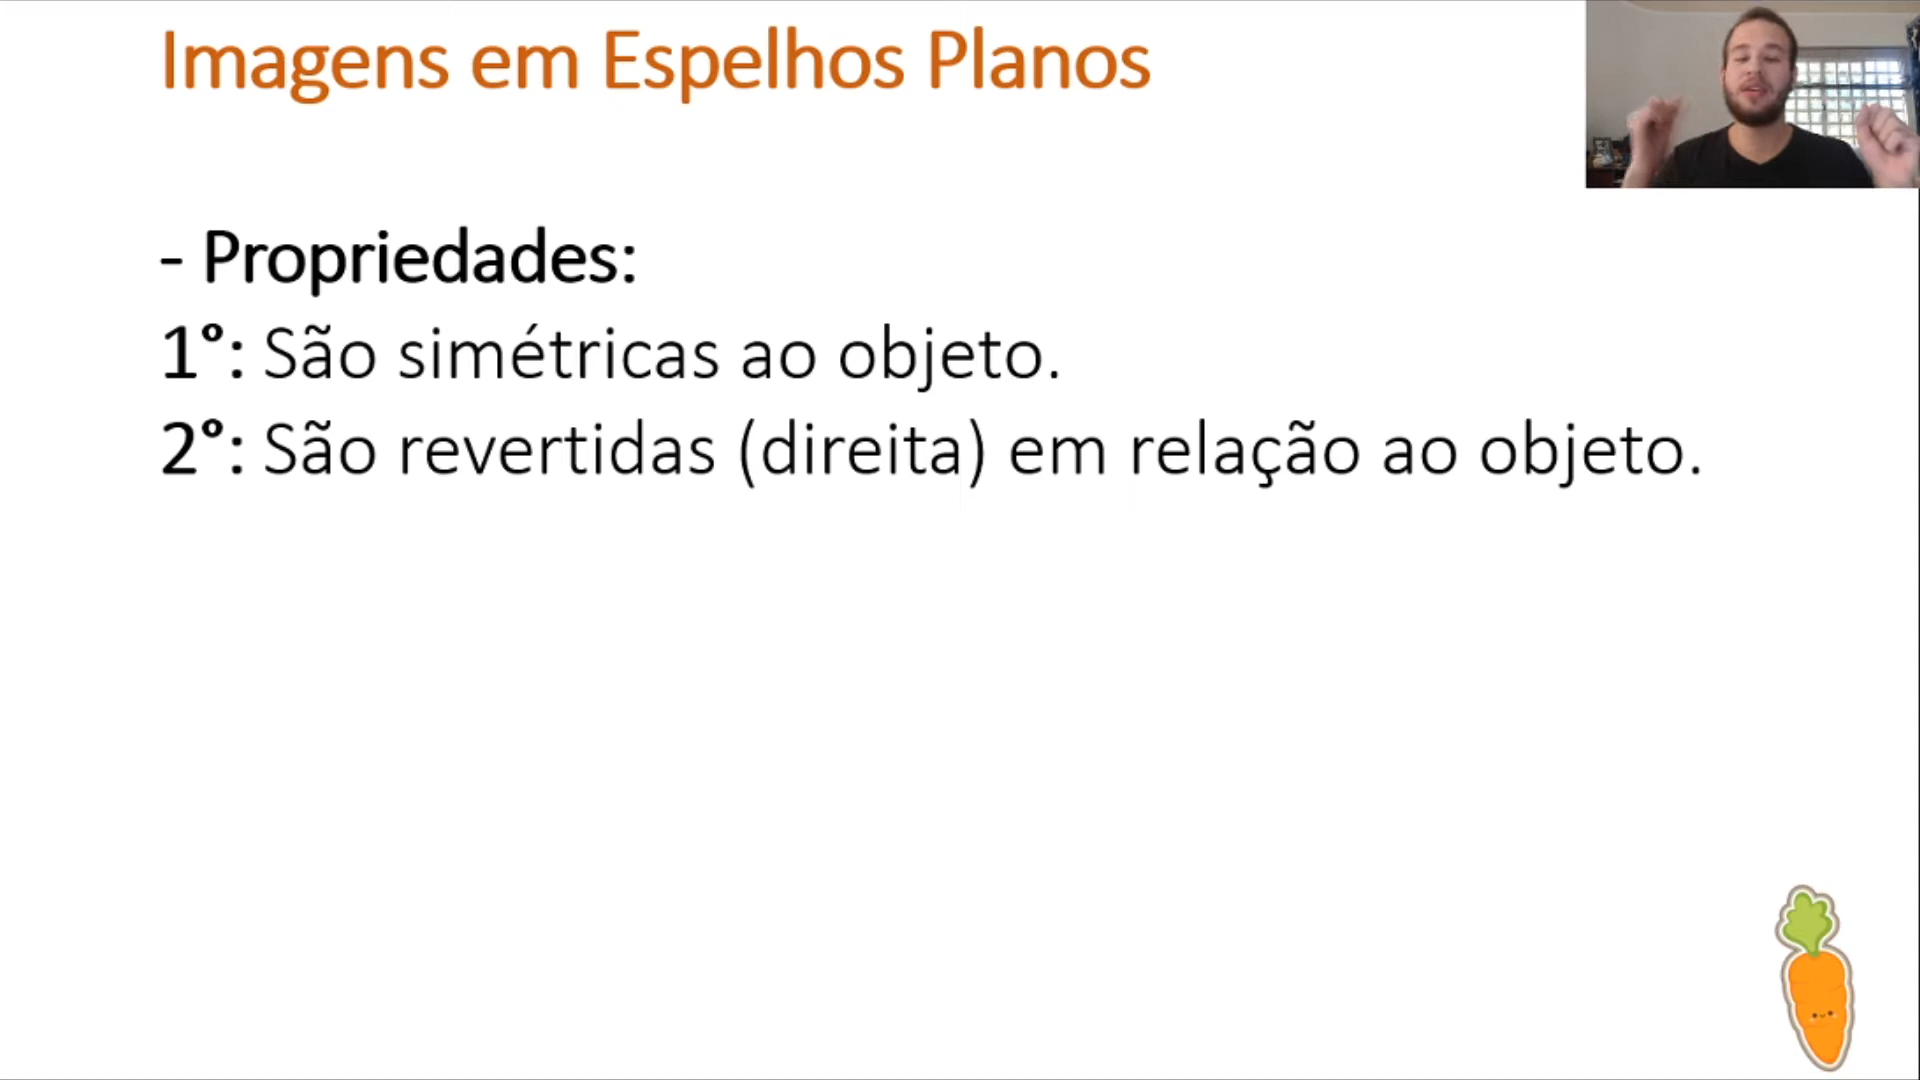 Imagens em Espelhos Planos
- Propriedades:
1°: São simétricas ao objeto.
2°: São revertidas (direita) em relação ao objeto.